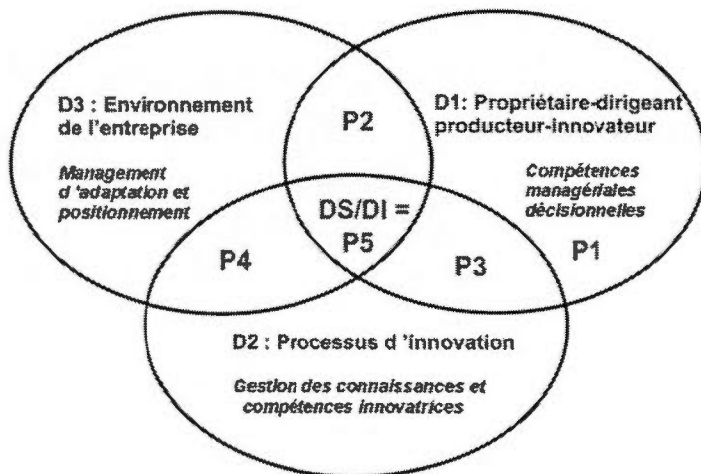 D3 : Environnement
de l'entreprise
Management
d 'adaptation et
positionnement
P2
D1: Propriétaire-dirigeant
producteur-innovateur
Compétences
managériales
décisionnelles
P1
DS/DI =
P5
P4
P3
D2 : Processus d 'innovation
Gestion des connaissances et
compétences innovatrices